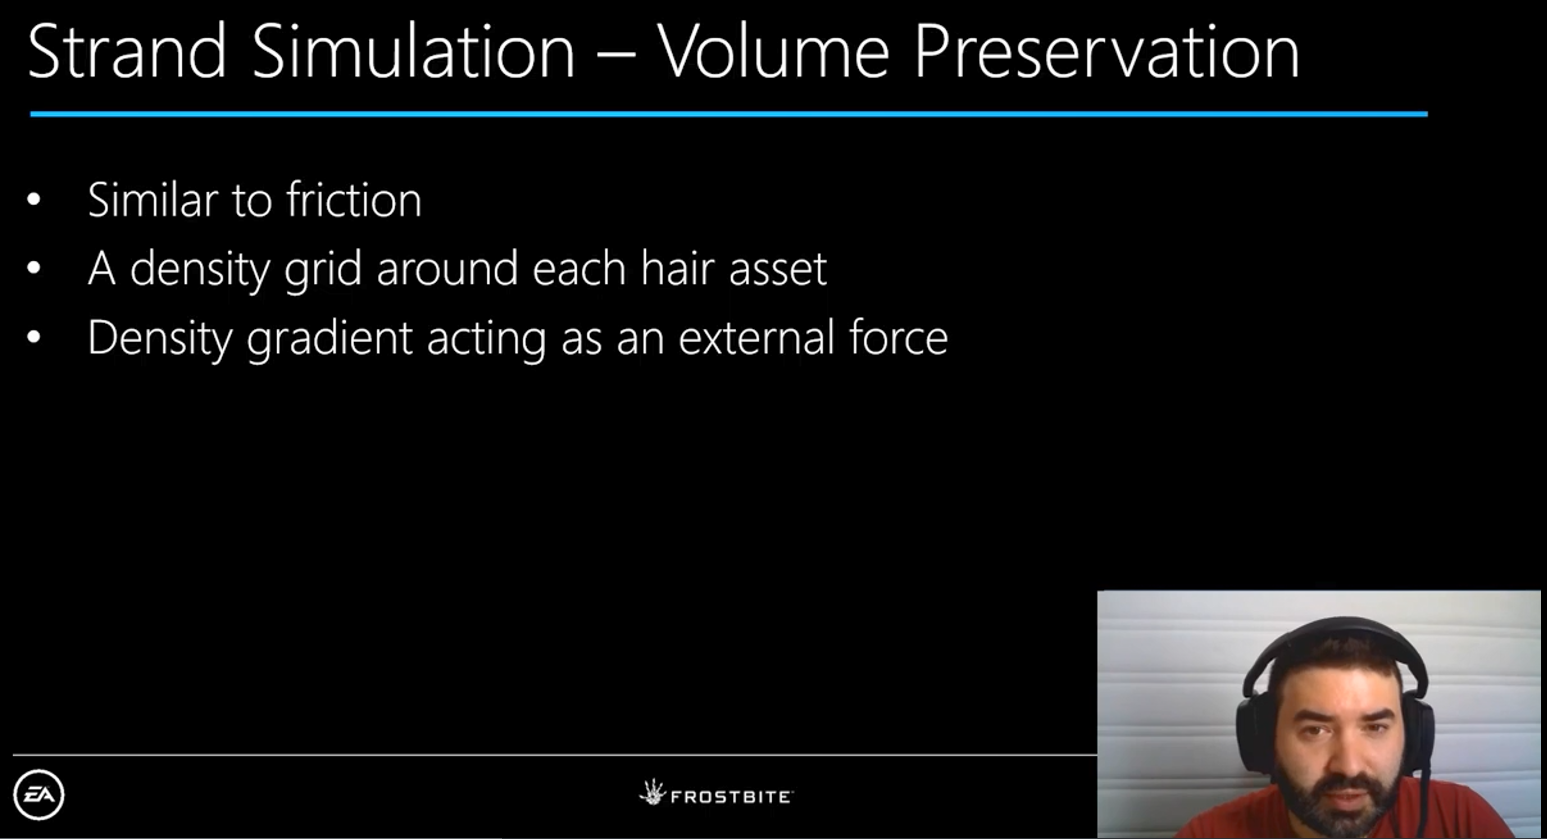 Strand Simulation – Volume Preservation
• Similar to friction
• A density grid around each hair asset
• Density gradient acting as an external force
EA
FROSTBITE